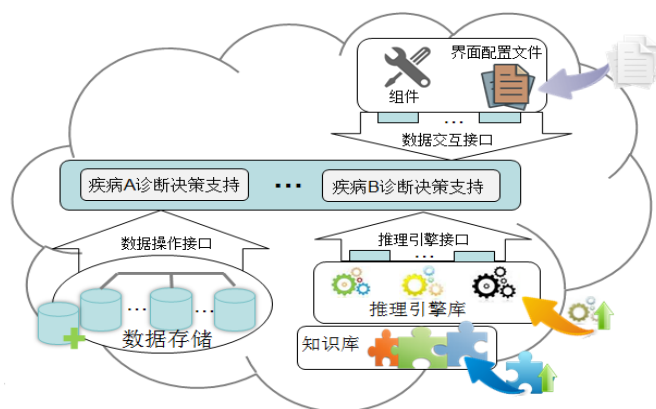 界面配置文件
组件
...
数据交互接口
疾病A诊断决策支持 ... 疾病B诊断决策支持
数据操作接口
推理引擎接口
...
... ...
推理引擎库
数据存储
知识库